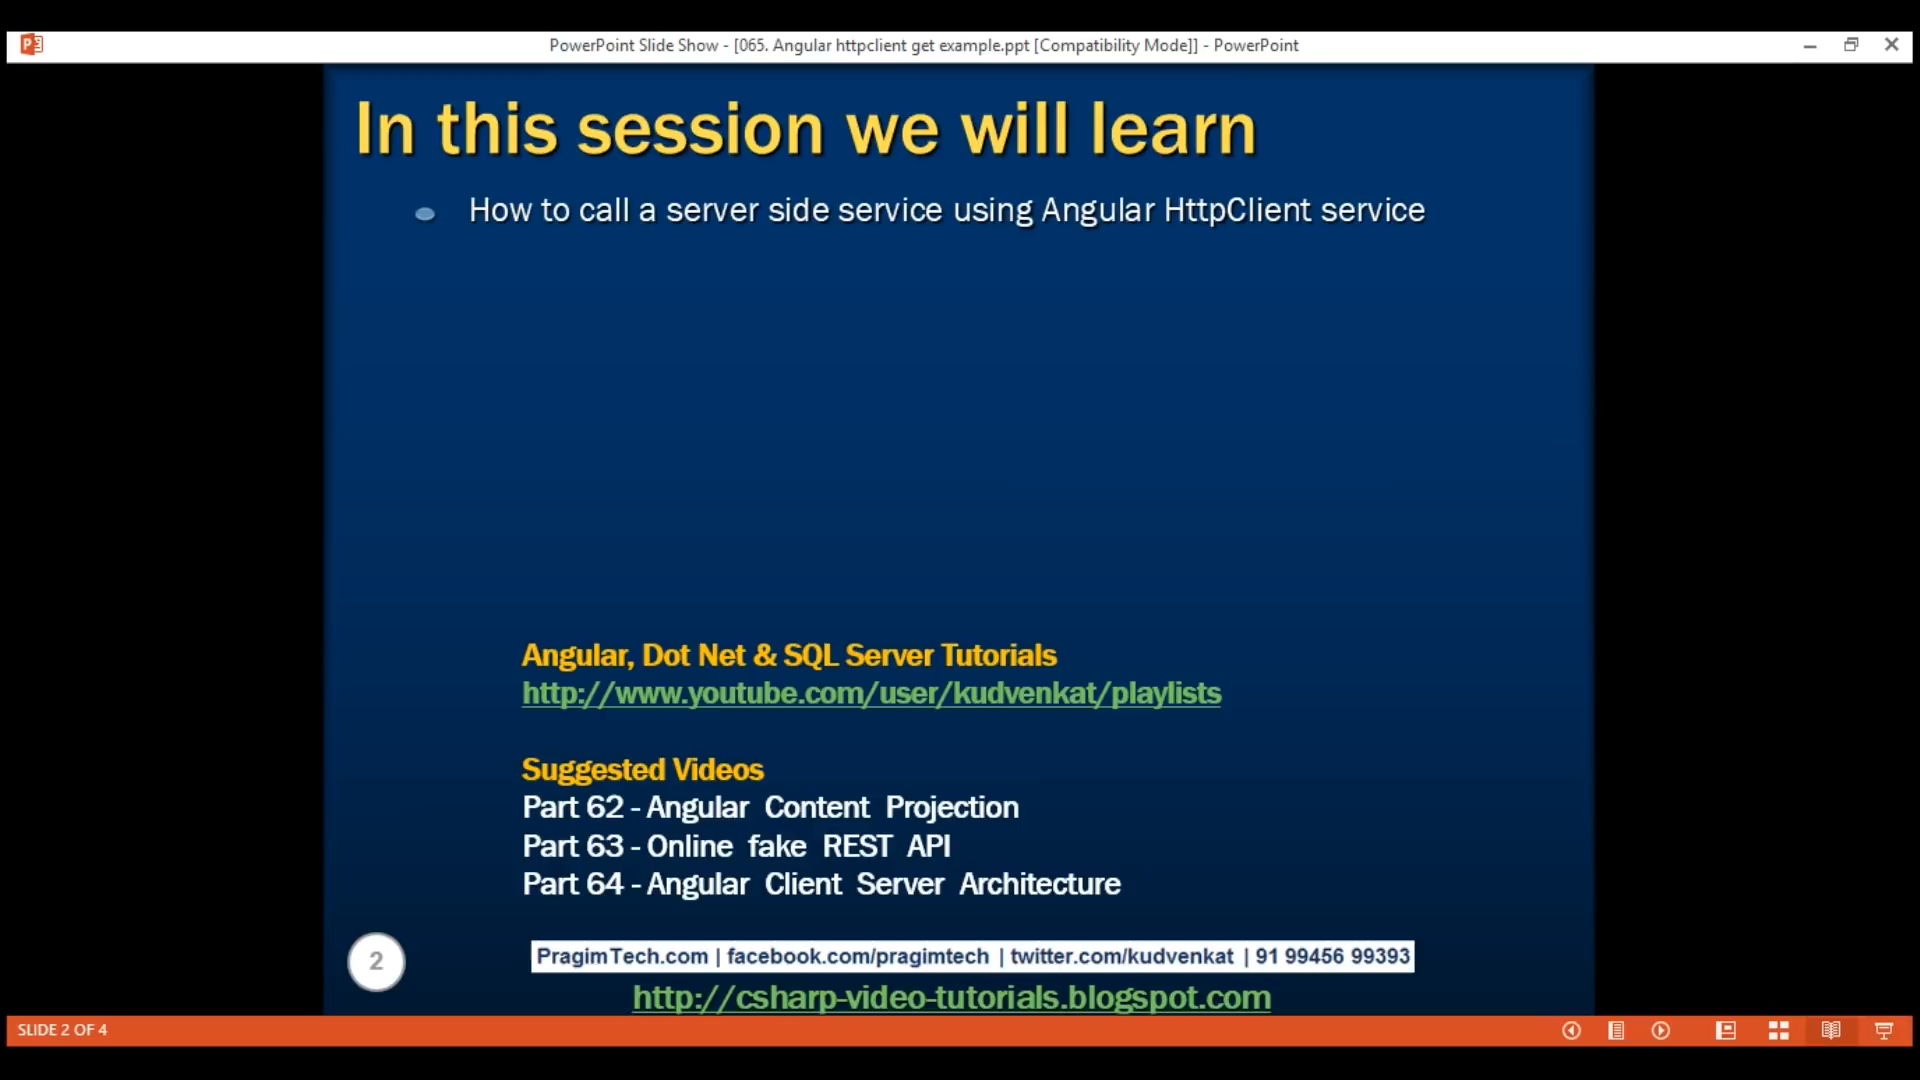 PowerPoint Slide Show - [065. Angular httpclient get example.ppt [Compatibility Mode]] - PowerPoint
In this session we will learn
How to call a server side service using Angular HttpClient service
Angular, Dot Net & SQL Server Tutorials
http://www.youtube.com/user/kudvenkat/playlists
Suggested Videos
Part 62 - Angular Content Projection
Part 63 - Online fake REST API
Part 64 - Angular Client Server Architecture
2
PragimTech.com | facebook.com/pragimtech | twitter.com/kudvenkat | 91 99456 99393
http://csharp-video-tutorials.blogspot.com
SLIDE 2 OF 4